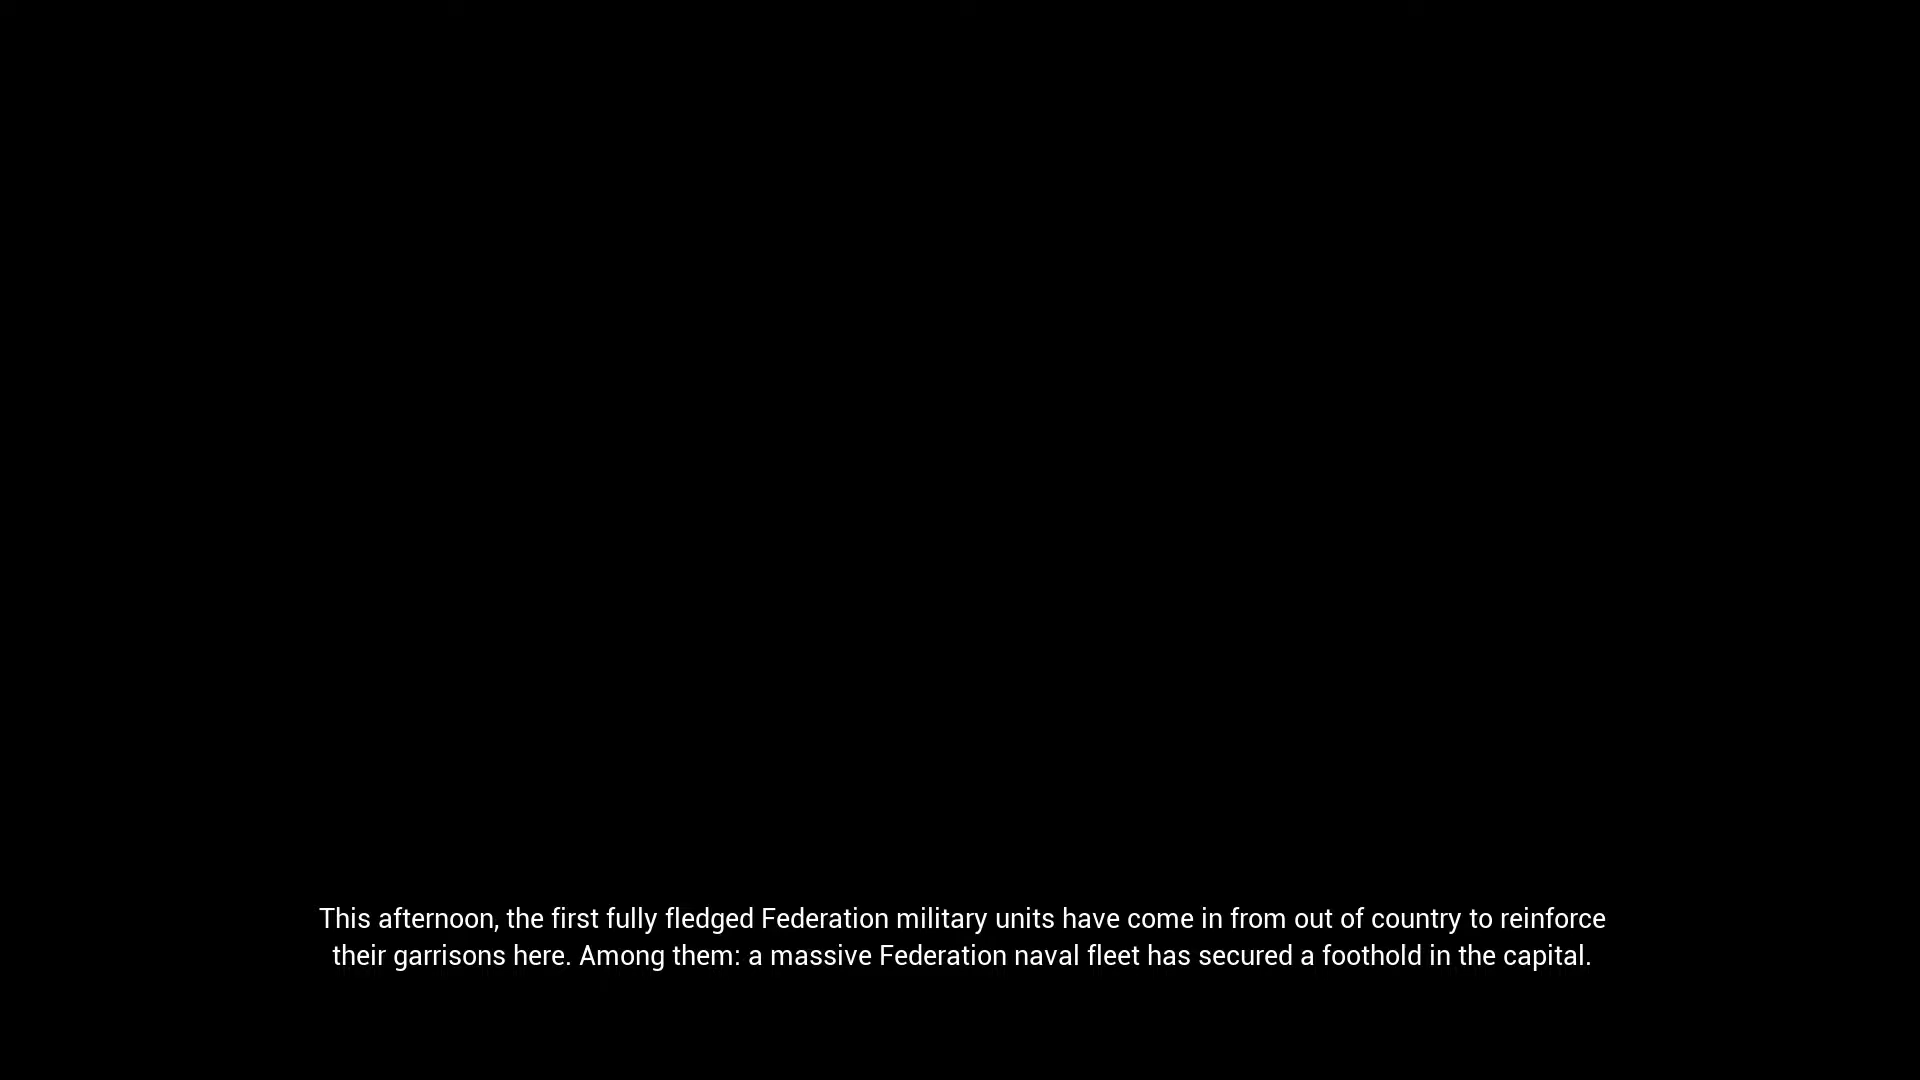 This afternoon, the first fully fledged Federation military units have come in from out of country to reinforce
their garrisons here. Among them: a massive Federation naval fleet has secured a foothold in the capital.